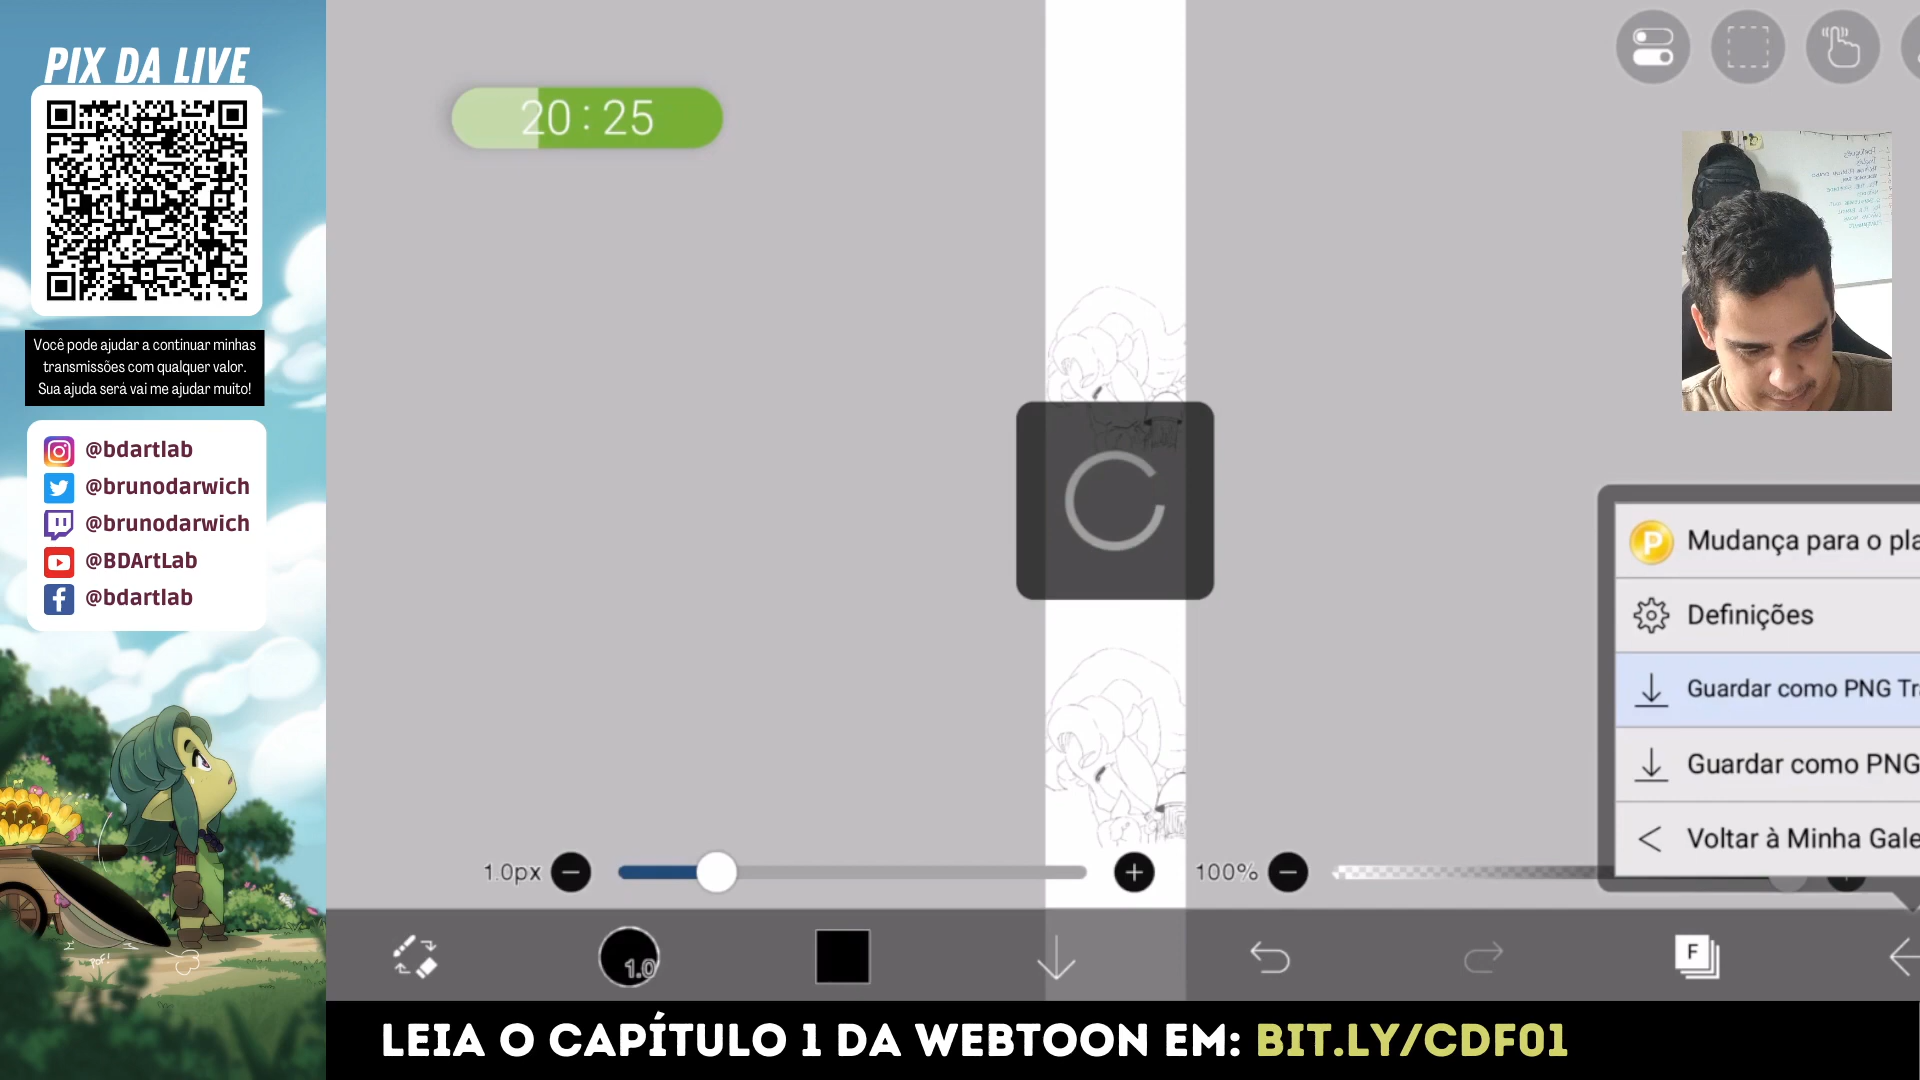 PIX DA LIVE
Você pode ajudar a continuar minhas
transmissões com qualquer valor.
Sua ajuda será vai me ajudar muito!
@bdartlab
@brunodarwich
@brunodarwich
@BDArtLab
@bdartlab
POF!
20:25
Mudança para o pla
Definições
Guardar como PNG Tr
Guardar como PNG
Voltar à Minha Gale
1.0px
100%
1.0
F
LEIA O CAPÍTULO 1 DA WEBTOON EM: BIT.LY/CDF01